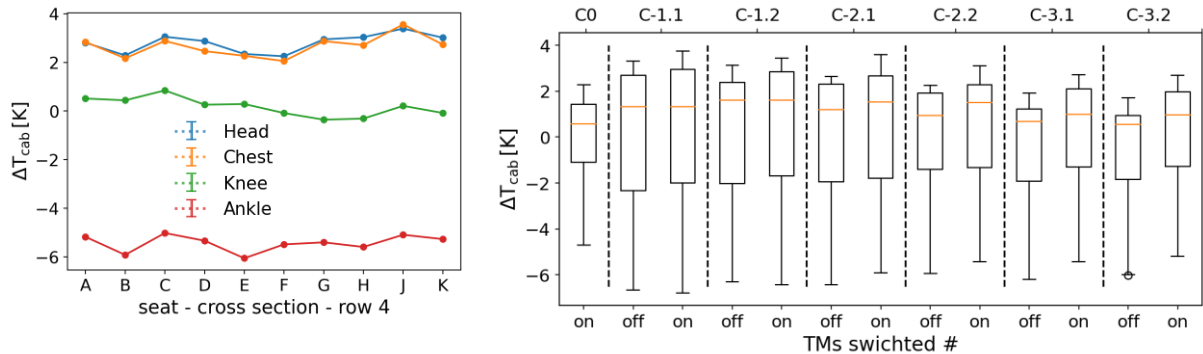 4
2
0
−2
−4
−6
ΔT_cab [K]
Head
Chest
Knee
Ankle
A B C D E F G H J K
seat - cross section - row 4
C0 C-1.1 C-1.2 C-2.1 C-2.2 C-3.1 C-3.2
4
2
0
−2
−4
−6
ΔT_cab [K]
on off on off on off on off on off on off on
TMs swichted #